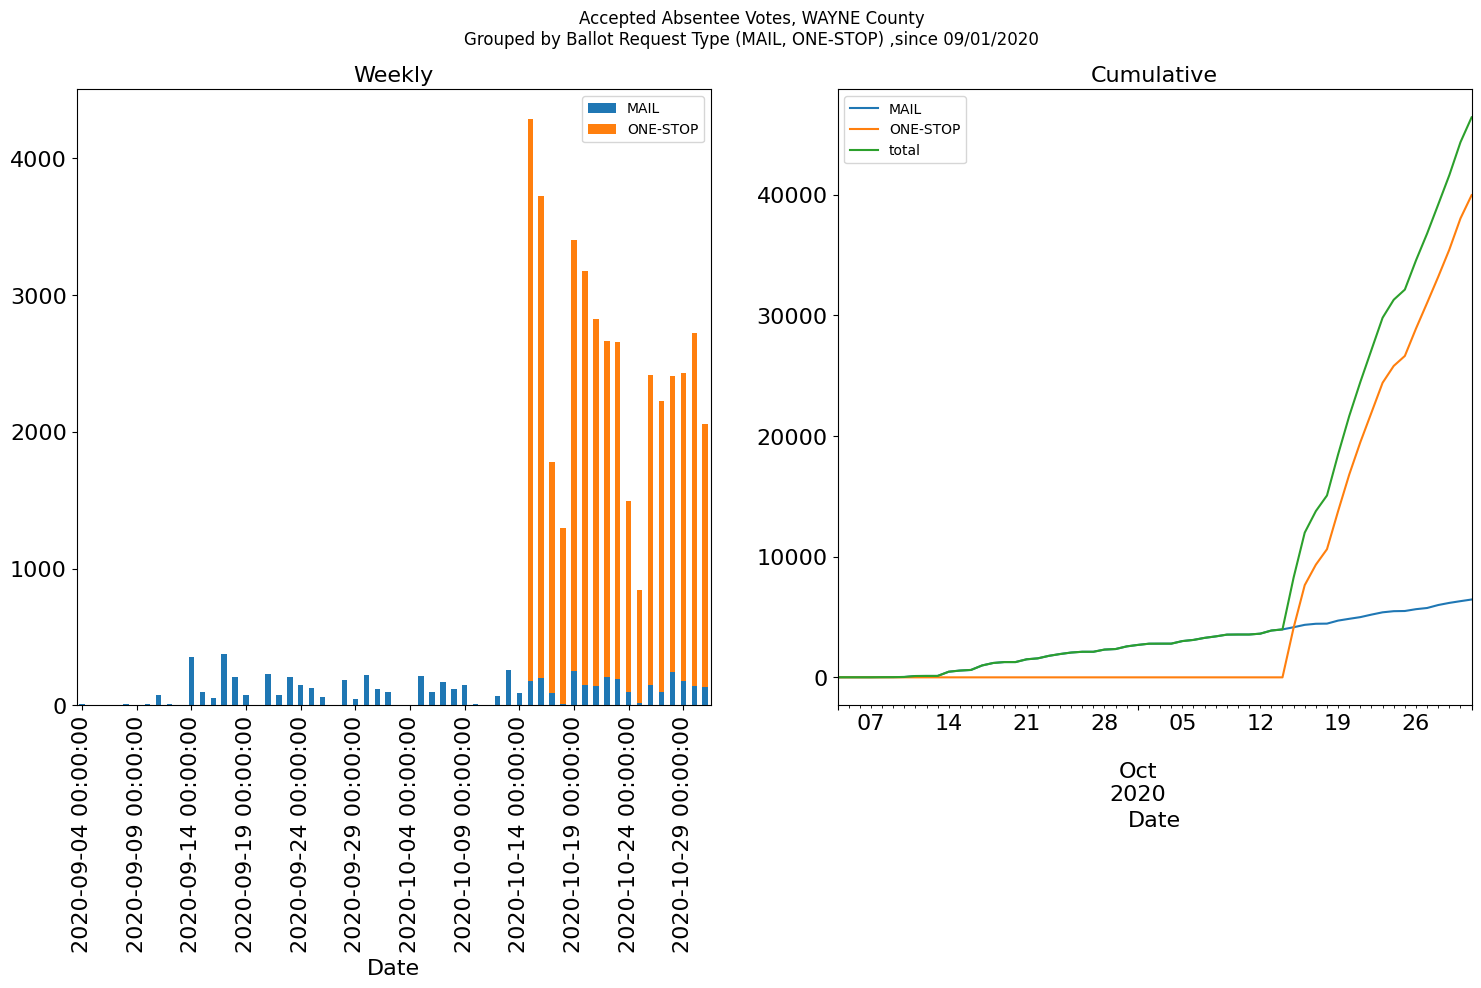 Accepted Absentee Votes, WAYNE County
Grouped by Ballot Request Type (MAIL, ONE-STOP) ,since 09/01/2020
Weekly
MAIL
ONE-STOP
4000
3000
2000
1000
0
2020-09-04 00:00:00
2020-09-09 00:00:00
2020-09-14 00:00:00
2020-09-19 00:00:00
2020-09-24 00:00:00
2020-09-29 00:00:00
2020-10-04 00:00:00
2020-10-09 00:00:00
2020-10-14 00:00:00
2020-10-19 00:00:00
2020-10-24 00:00:00
2020-10-29 00:00:00
Date
Cumulative
MAIL
ONE-STOP
total
40000
30000
20000
10000
0
07 14 21 28 05 12 19 26
Oct
2020
Date